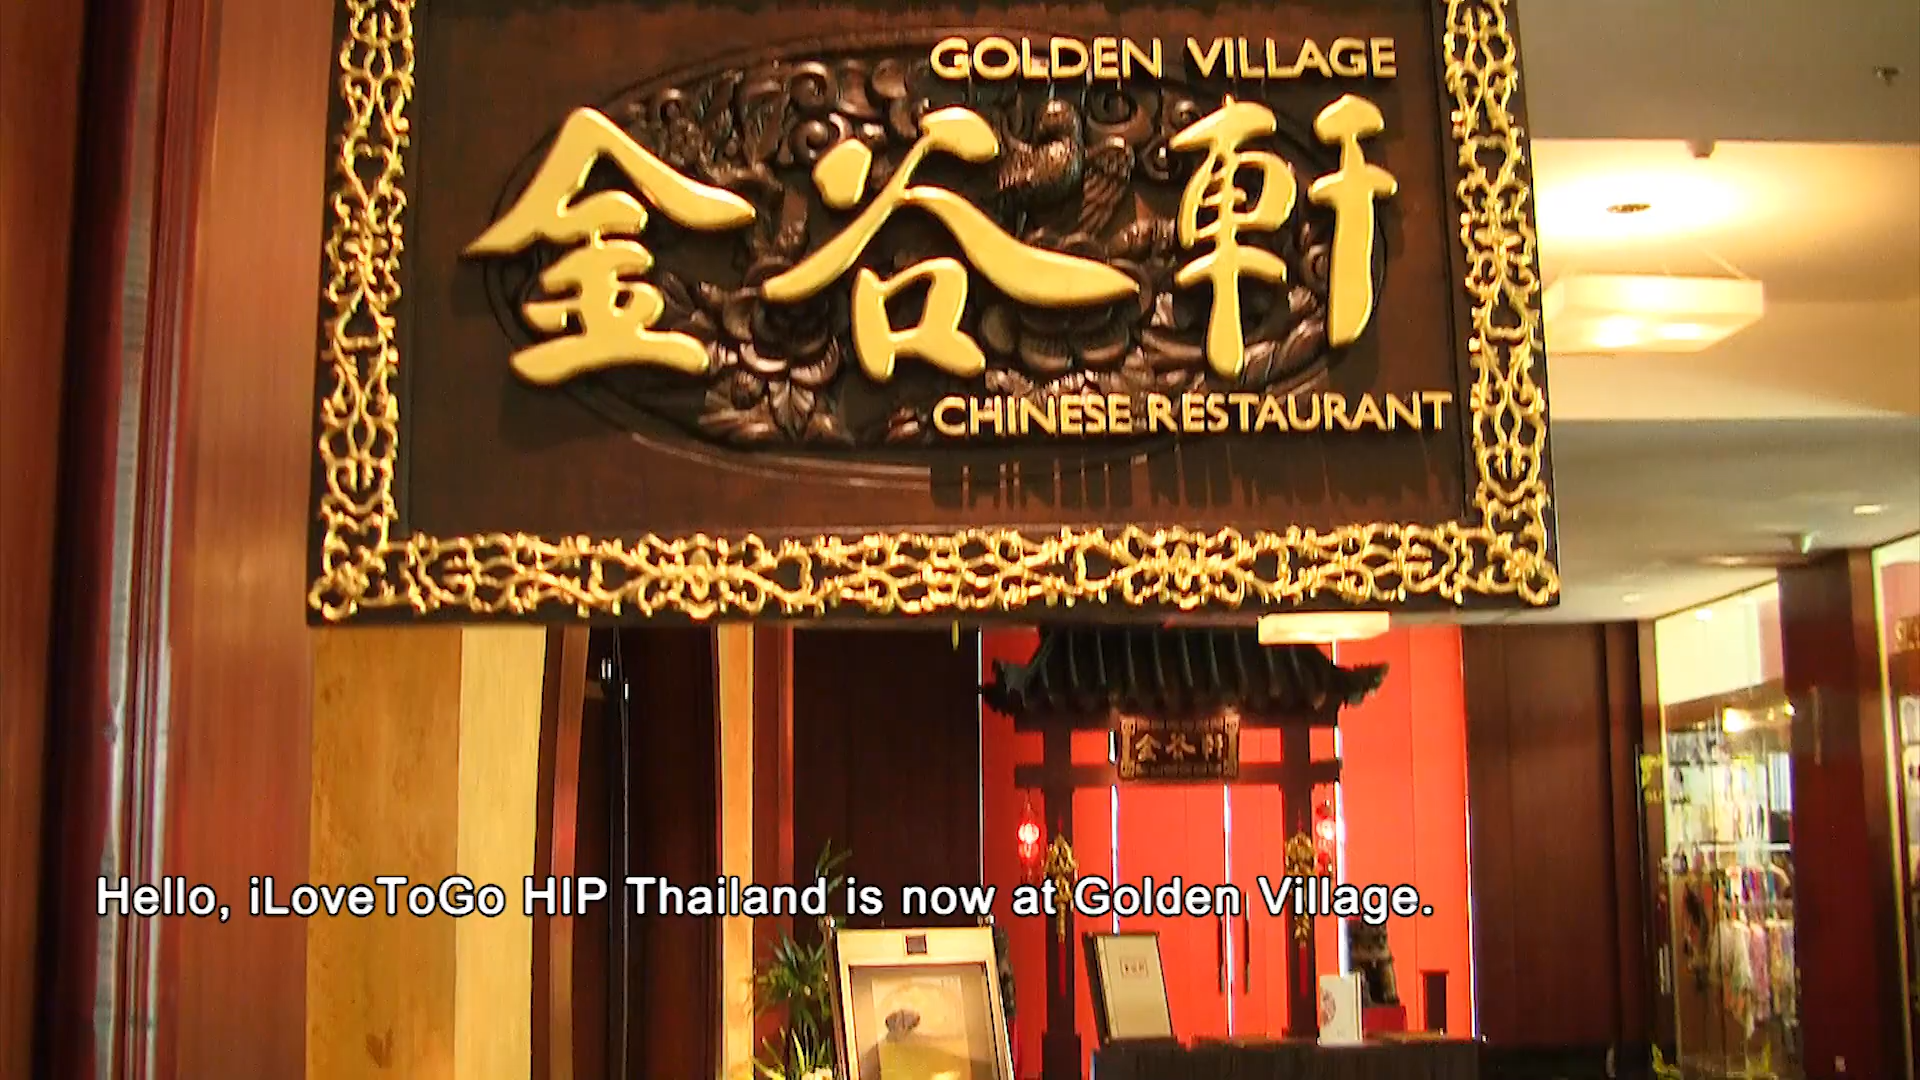 GOLDEN VILLAGE
金谷軒
CHINESE RESTAURANT
金谷軒
Hello, iLoveToGo HIP Thailand is now at Golden Village.